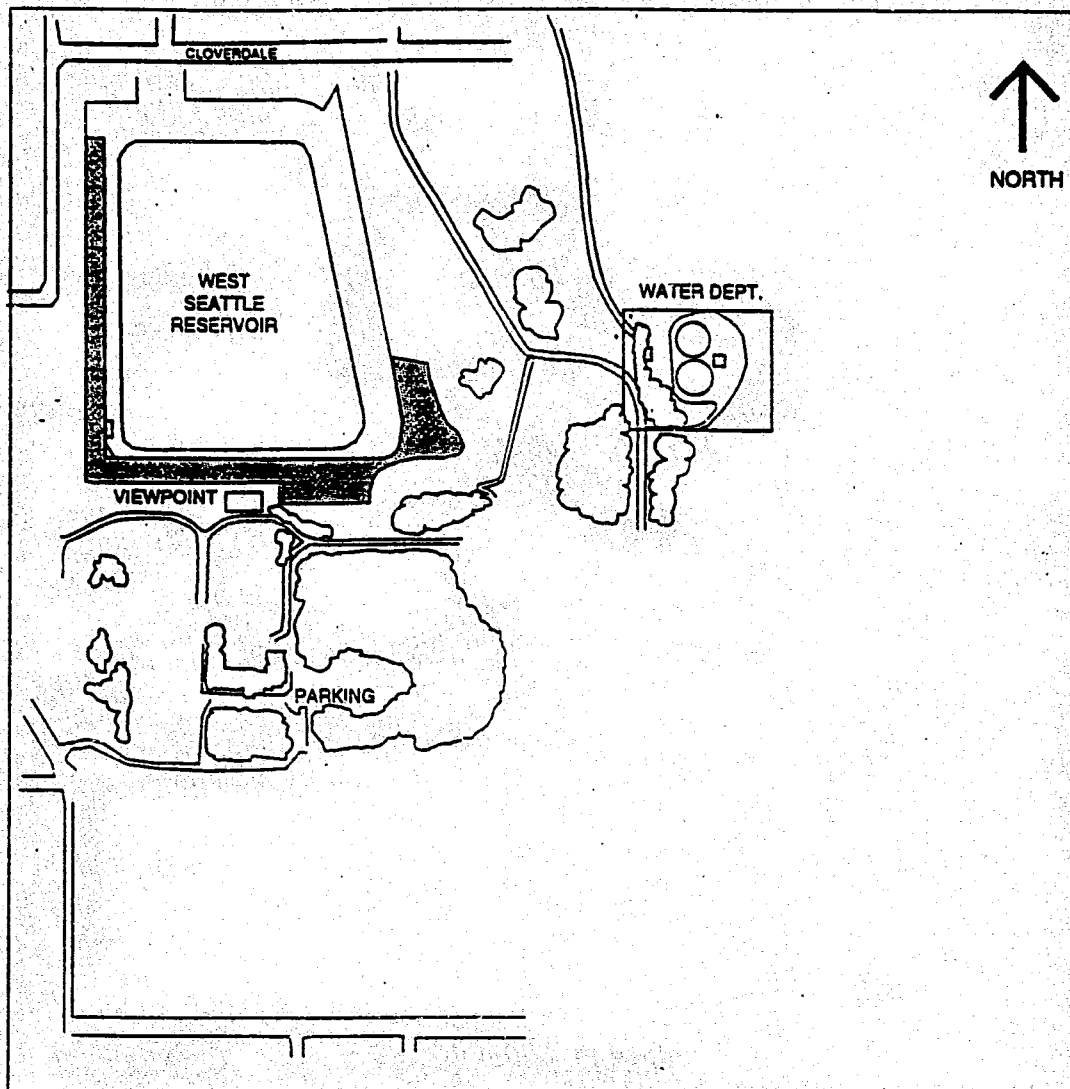 CLOVERDALE
NORTH
WEST
SEATTLE
RESERVOIR
WATER DEPT.
VIEWPOINT
PARKING